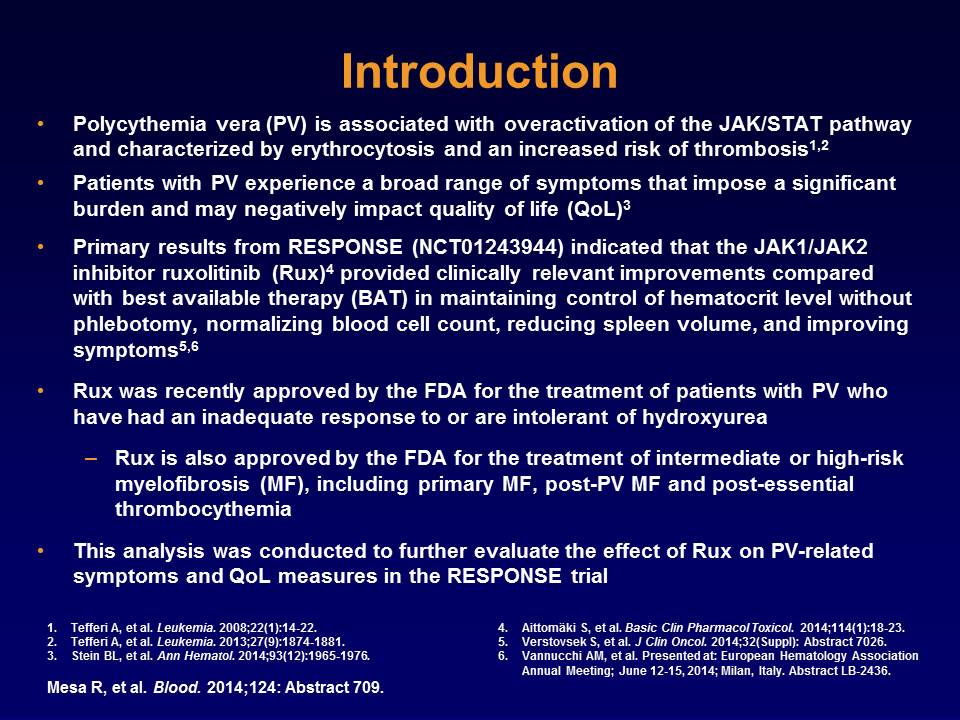 Introduction
• Polycythemia vera (PV) is associated with overactivation of the JAK/STAT pathway
and characterized by erythrocytosis and an increased risk of thrombosis1,2
• Patients with PV experience a broad range of symptoms that impose a significant
burden and may negatively impact quality of life (QoL)3
• Primary results from RESPONSE (NCT01243944) indicated that the JAK1/JAK2
inhibitor ruxolitinib (Rux)4 provided clinically relevant improvements compared
with best available therapy (BAT) in maintaining control of hematocrit level without
phlebotomy, normalizing blood cell count, reducing spleen volume, and improving
symptoms5,6
• Rux was recently approved by the FDA for the treatment of patients with PV who
have had an inadequate response to or are intolerant of hydroxyurea
– Rux is also approved by the FDA for the treatment of intermediate or high-risk
myelofibrosis (MF), including primary MF, post-PV MF and post-essential
thrombocythemia
• This analysis was conducted to further evaluate the effect of Rux on PV-related
symptoms and QoL measures in the RESPONSE trial
1. Tefferi A, et al. Leukemia. 2008;22(1):14-22.
2. Tefferi A, et al. Leukemia. 2013;27(9):1874-1881.
3. Stein BL, et al. Ann Hematol. 2014;93(12):1965-1976.
4. Aittomäki S, et al. Basic Clin Pharmacol Toxicol. 2014;114(1):18-23.
5. Verstovsek S, et al. J Clin Oncol. 2014;32(Suppl): Abstract 7026.
6. Vannucchi AM, et al. Presented at: European Hematology Association
Annual Meeting; June 12-15, 2014; Milan, Italy. Abstract LB-2436.
Mesa R, et al. Blood. 2014;124: Abstract 709.